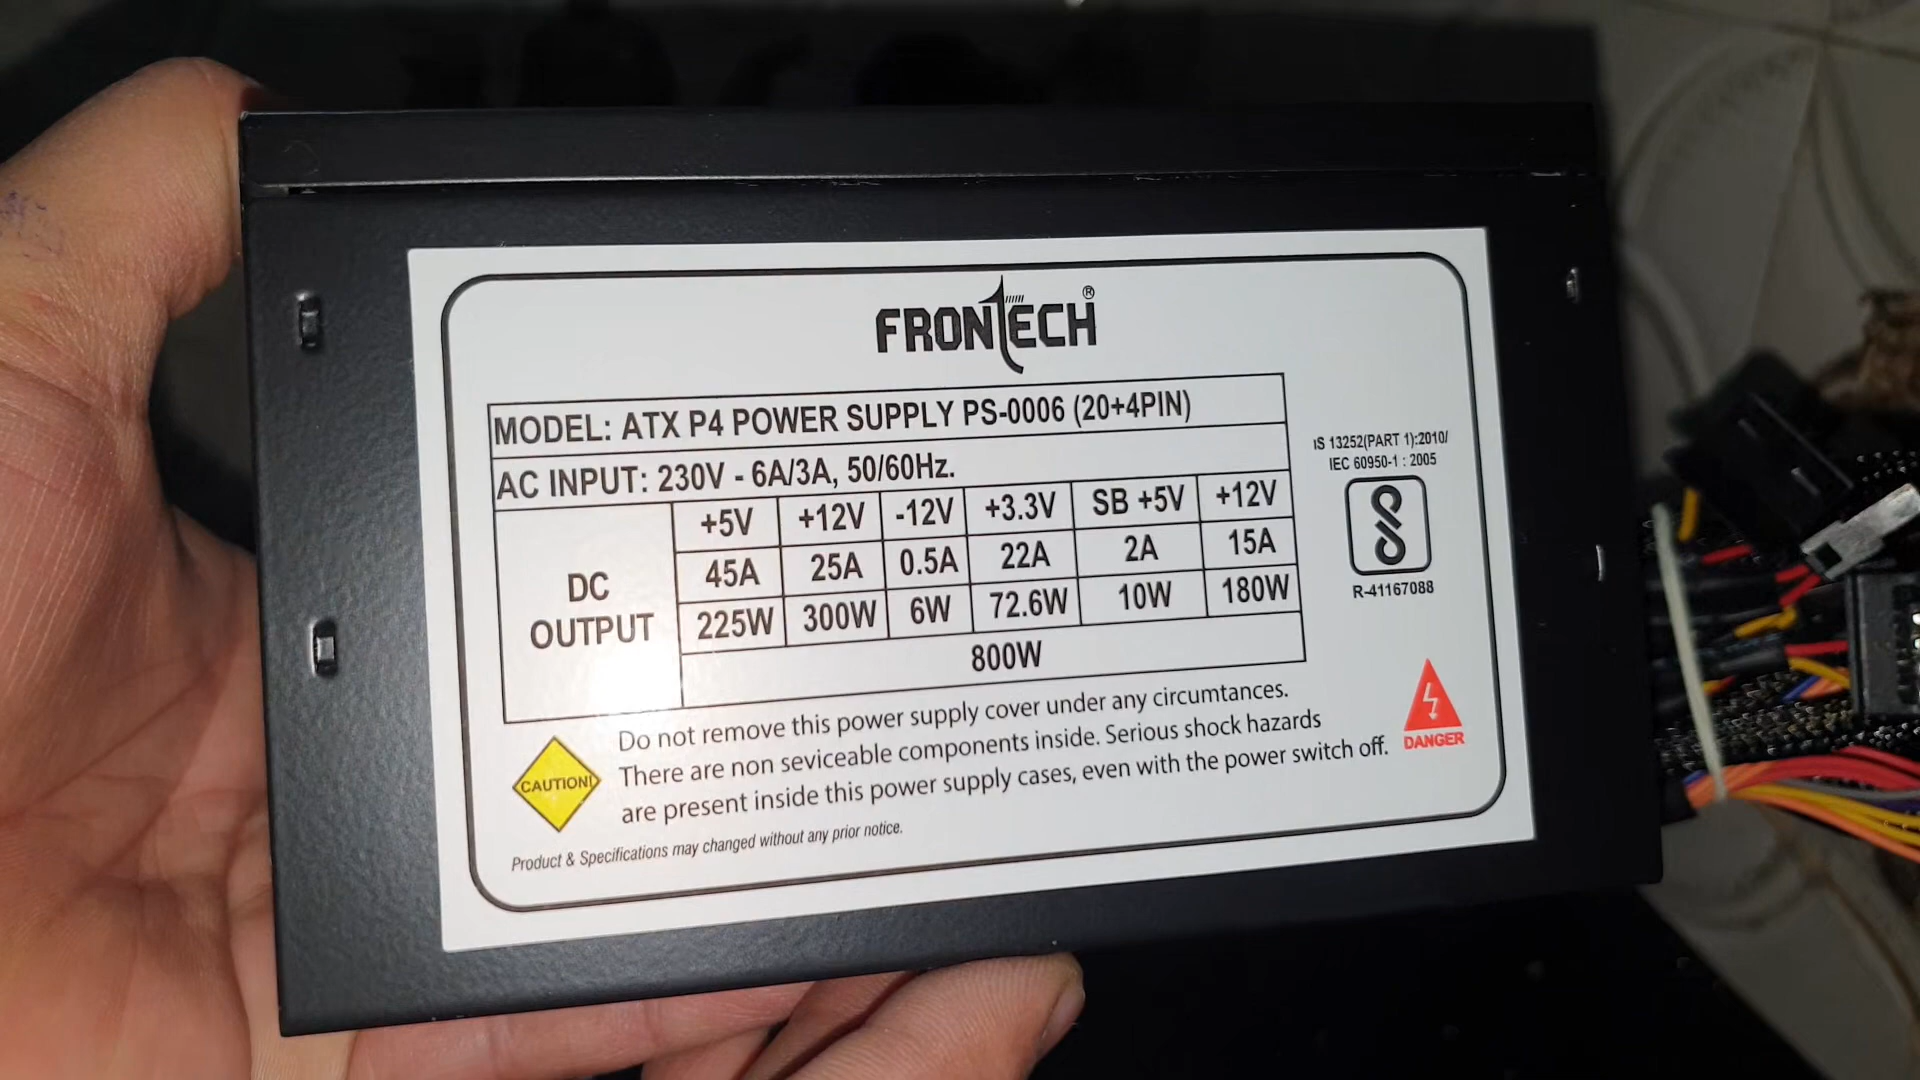 FRONTECH®
MODEL: ATX P4 POWER SUPPLY PS-0006 (20+4PIN)
AC INPUT: 230V - 6A/3A, 50/60Hz.
DC OUTPUT
+5V +12V -12V +3.3V SB +5V +12V
45A 25A 0.5A 22A 2A 15A
225W 300W 6W 72.6W 10W 180W
800W
IS 13252(PART 1):2010/
IEC 60950-1 : 2005
R-41167088
CAUTION!
Do not remove this power supply cover under any circumtances.
There are non seviceable components inside. Serious shock hazards
are present inside this power supply cases, even with the power switch off.
DANGER
Product & Specifications may changed without any prior notice.